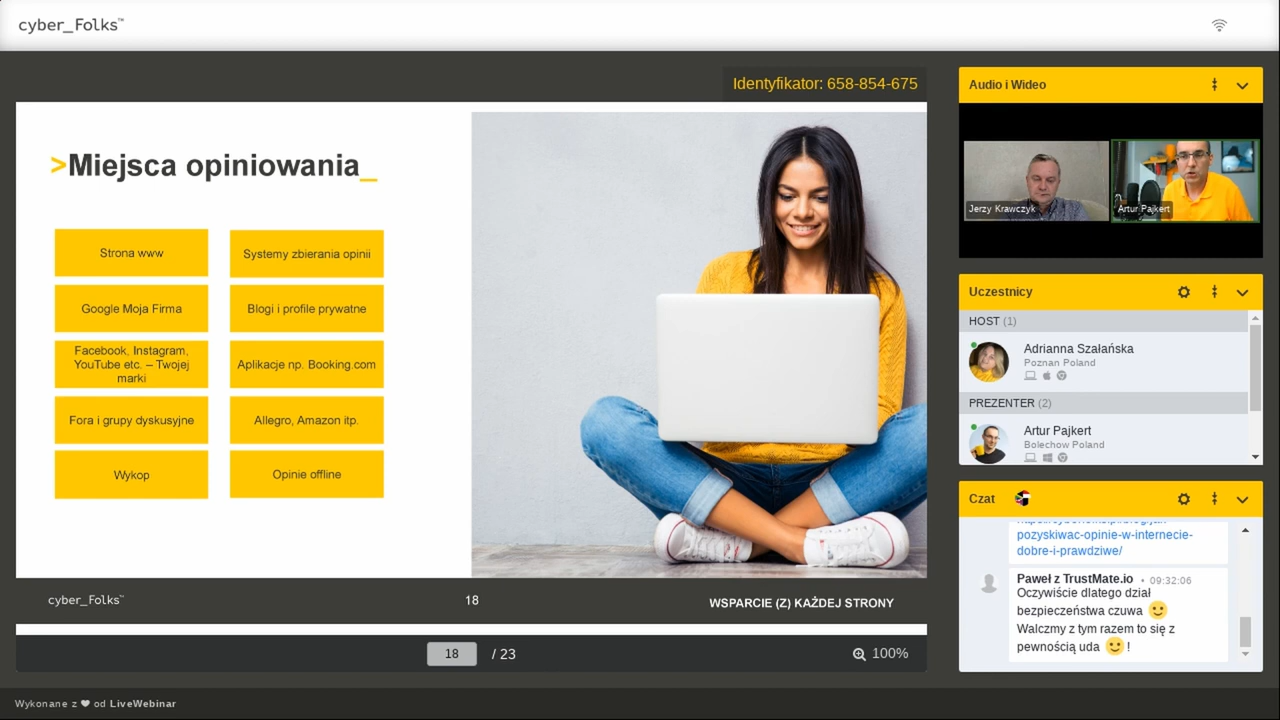 cyber_Folks™
Identyfikator: 658-854-675
>Miejsca opiniowania_
Strona www
Systemy zbierania opinii
Google Moja Firma
Blogi i profile prywatne
Facebook, Instagram,
YouTube etc. – Twojej
marki
Aplikacje np. Booking.com
Fora i grupy dyskusyjne
Allegro, Amazon itp.
Wykop
Opinie offline
cyber_Folks™
18
WSPARCIE (Z) KAŻDEJ STRONY
18
/ 23
100%
Audio i Wideo
Jerzy Krawczyk
Artur Pajkert
Uczestnicy
HOST (1)
Adrianna Szałańska
Poznan Poland
PREZENTER (2)
Artur Pajkert
Bolechow Poland
Czat
pozyskiwac-opinie-w-internecie-
dobre-i-prawdziwe/
Paweł z TrustMate.io • 09:32:06
Oczywiście dlatego dział
bezpieczeństwa czuwa 🙂
Walczmy z tym razem to się z
pewnością uda 🙂 !
Wykonane z ♥ od LiveWebinar